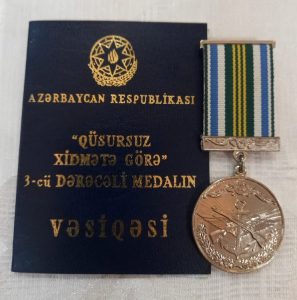 AZƏRBAYCAN RESPUBLİKASI
"QÜSURSUZ
XİDMƏTƏ GÖRƏ"
3-cü DƏRƏCƏLİ MEDALIN
VƏSİQƏSİ